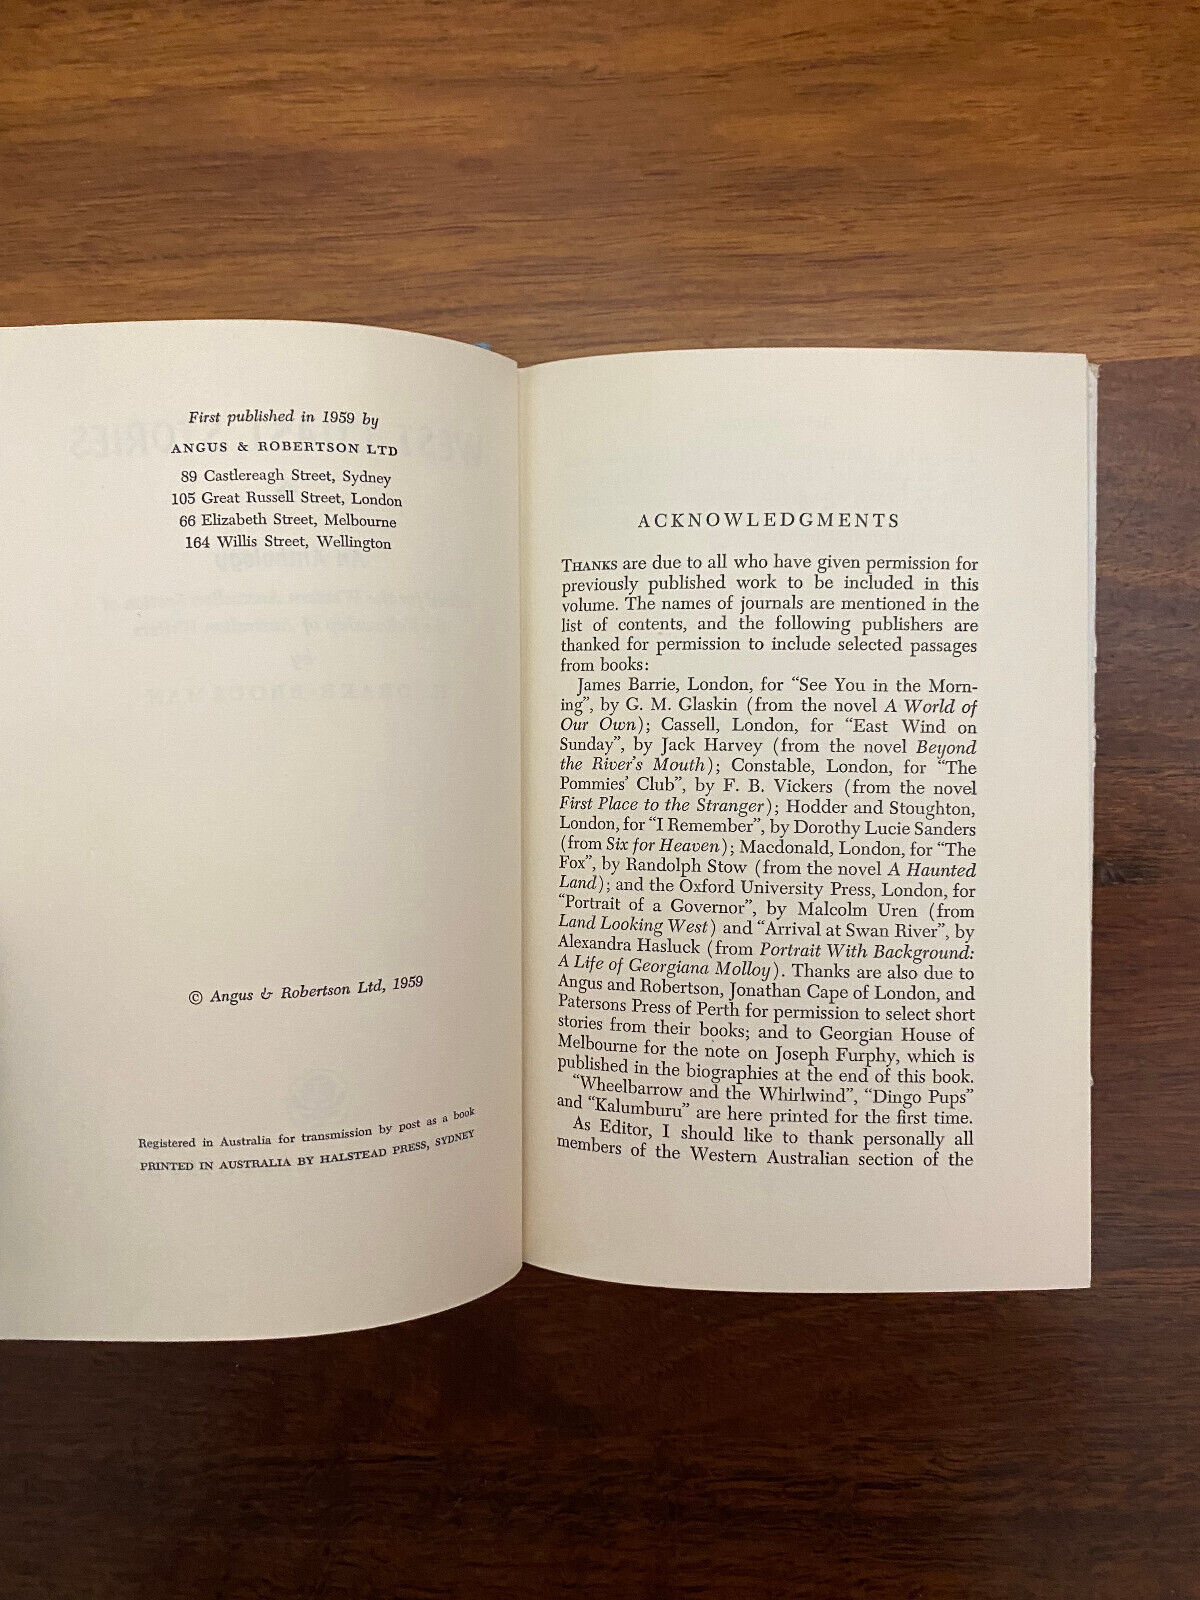 First published in 1959 by
ANGUS & ROBERTSON LTD
89 Castlereagh Street, Sydney
105 Great Russell Street, London
66 Elizabeth Street, Melbourne
164 Willis Street, Wellington
© Angus & Robertson Ltd, 1959
Registered in Australia for transmission by post as a book
PRINTED IN AUSTRALIA BY HALSTEAD PRESS, SYDNEY
ACKNOWLEDGMENTS
THANKS are due to all who have given permission for
previously published work to be included in this
volume. The names of journals are mentioned in the
list of contents, and the following publishers are
thanked for permission to include selected passages
from books:
James Barrie, London, for "See You in the Morn-
ing", by G. M. Glaskin (from the novel A World of
Our Own); Cassell, London, for "East Wind on
Sunday", by Jack Harvey (from the novel Beyond
the River's Mouth); Constable, London, for "The
Pommies' Club", by F. B. Vickers (from the novel
First Place to the Stranger); Hodder and Stoughton,
London, for "I Remember", by Dorothy Lucie Sanders
(from Six for Heaven); Macdonald, London, for "The
Fox", by Randolph Stow (from the novel A Haunted
Land); and the Oxford University Press, London, for
"Portrait of a Governor", by Malcolm Uren (from
Land Looking West) and "Arrival at Swan River", by
Alexandra Hasluck (from Portrait With Background:
A Life of Georgiana Molloy). Thanks are also due to
Angus and Robertson, Jonathan Cape of London, and
Patersons Press of Perth for permission to select short
stories from their books; and to Georgian House of
Melbourne for the note on Joseph Furphy, which is
published in the biographies at the end of this book.
"Wheelbarrow and the Whirlwind", "Dingo Pups"
and "Kalumburu" are here printed for the first time.
As Editor, I should like to thank personally all
members of the Western Australian section of the